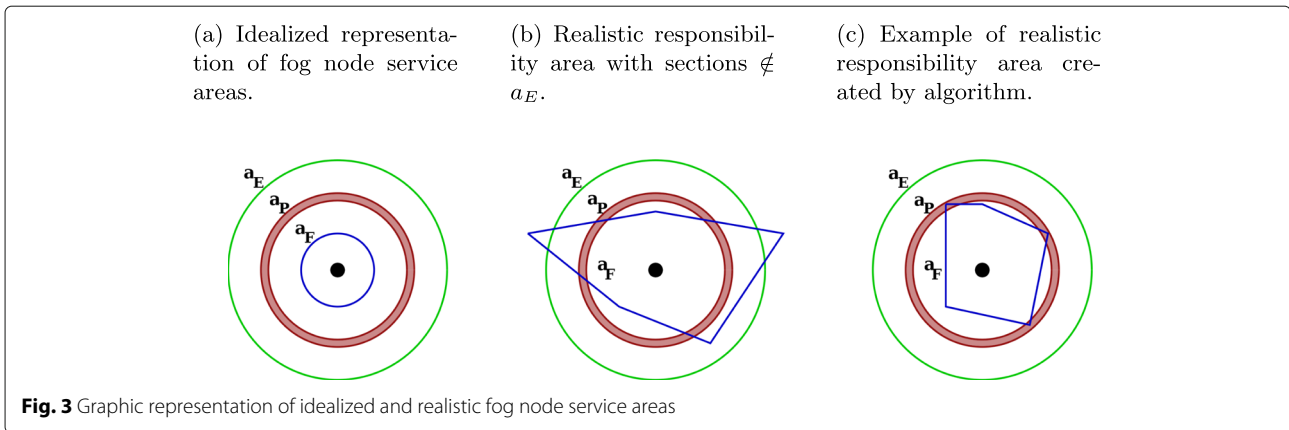 (a) Idealized representa-
tion of fog node service
areas.
(b) Realistic responsibil-
ity area with sections ∉
a_E.
(c) Example of realistic
responsibility area cre-
ated by algorithm.
a_E
a_P
a_F
a_E
a_P
a_F
a_E
a_P
a_F
Fig. 3 Graphic representation of idealized and realistic fog node service areas